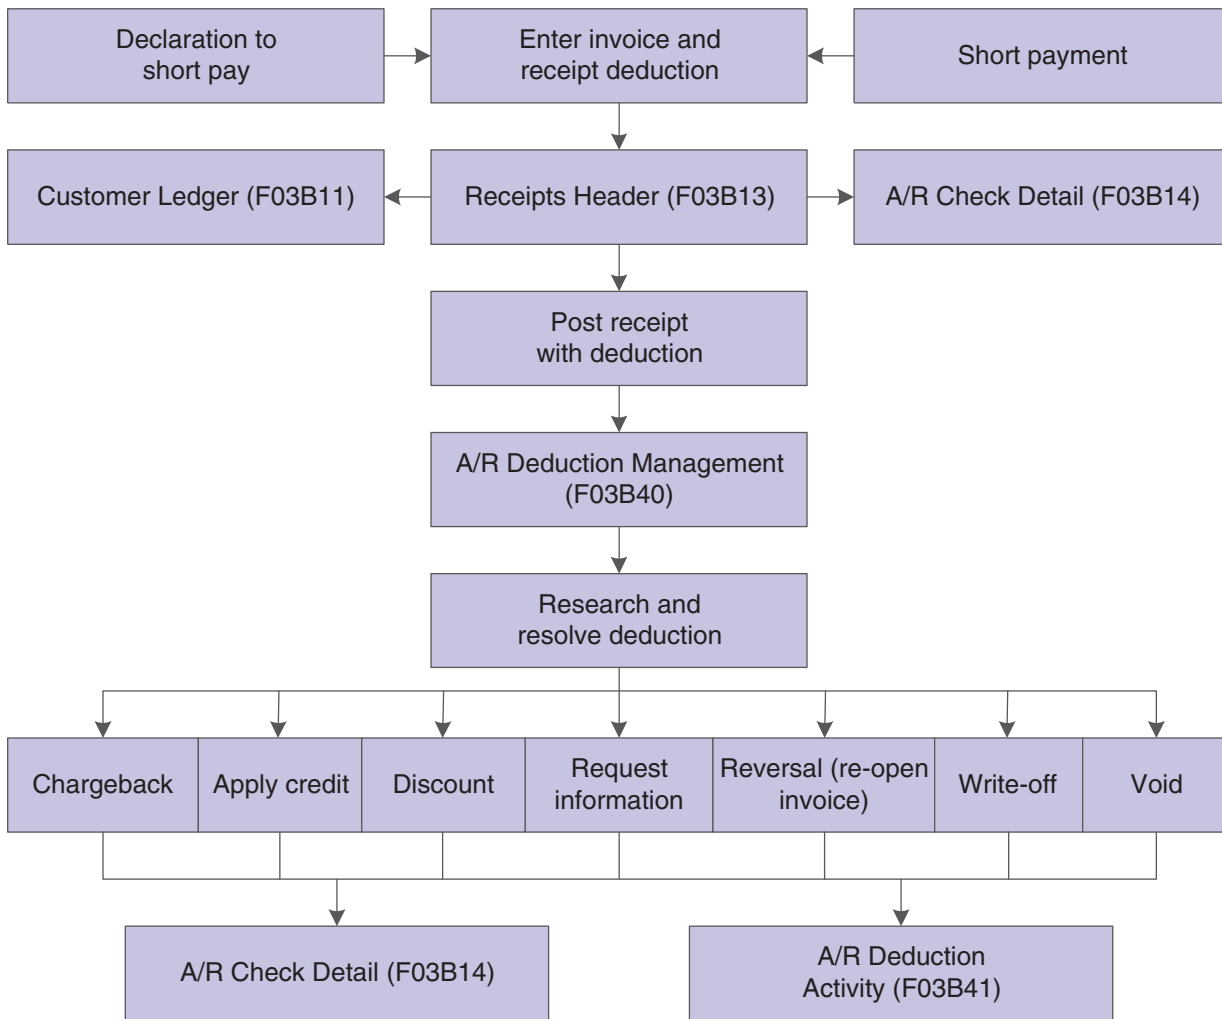 Declaration to
short pay
Enter invoice and
receipt deduction
Short payment
Customer Ledger (F03B11)
Receipts Header (F03B13)
A/R Check Detail (F03B14)
Post receipt
with deduction
A/R Deduction Management
(F03B40)
Research and
resolve deduction
Chargeback
Apply credit
Discount
Request
information
Reversal (re-open
invoice)
Write-off
Void
A/R Check Detail (F03B14)
A/R Deduction
Activity (F03B41)